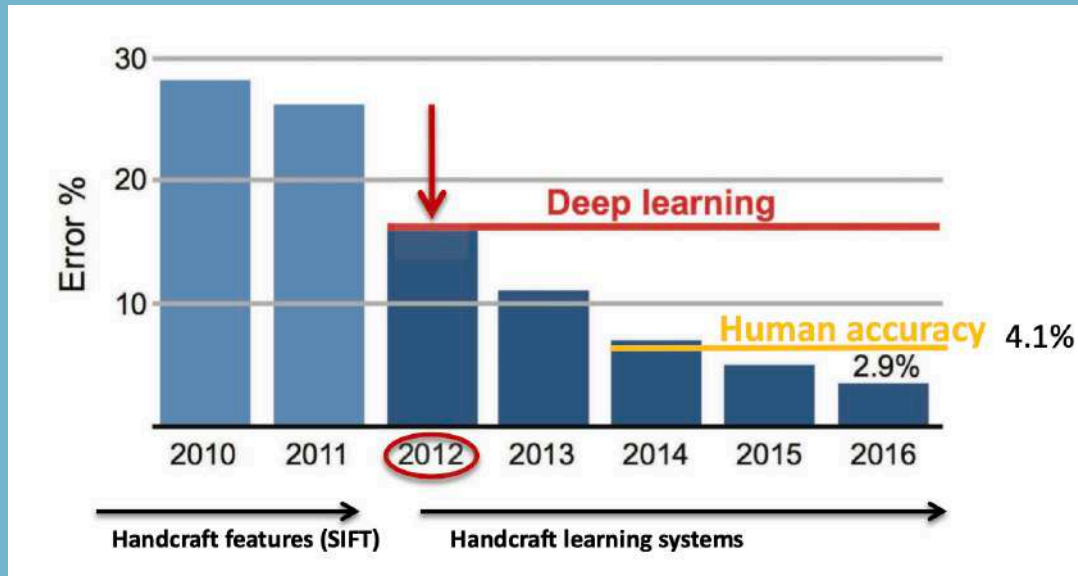 30
20
10
Error %
Deep learning
Human accuracy 4.1%
2.9%
2010 2011 2012 2013 2014 2015 2016
Handcraft features (SIFT) Handcraft learning systems